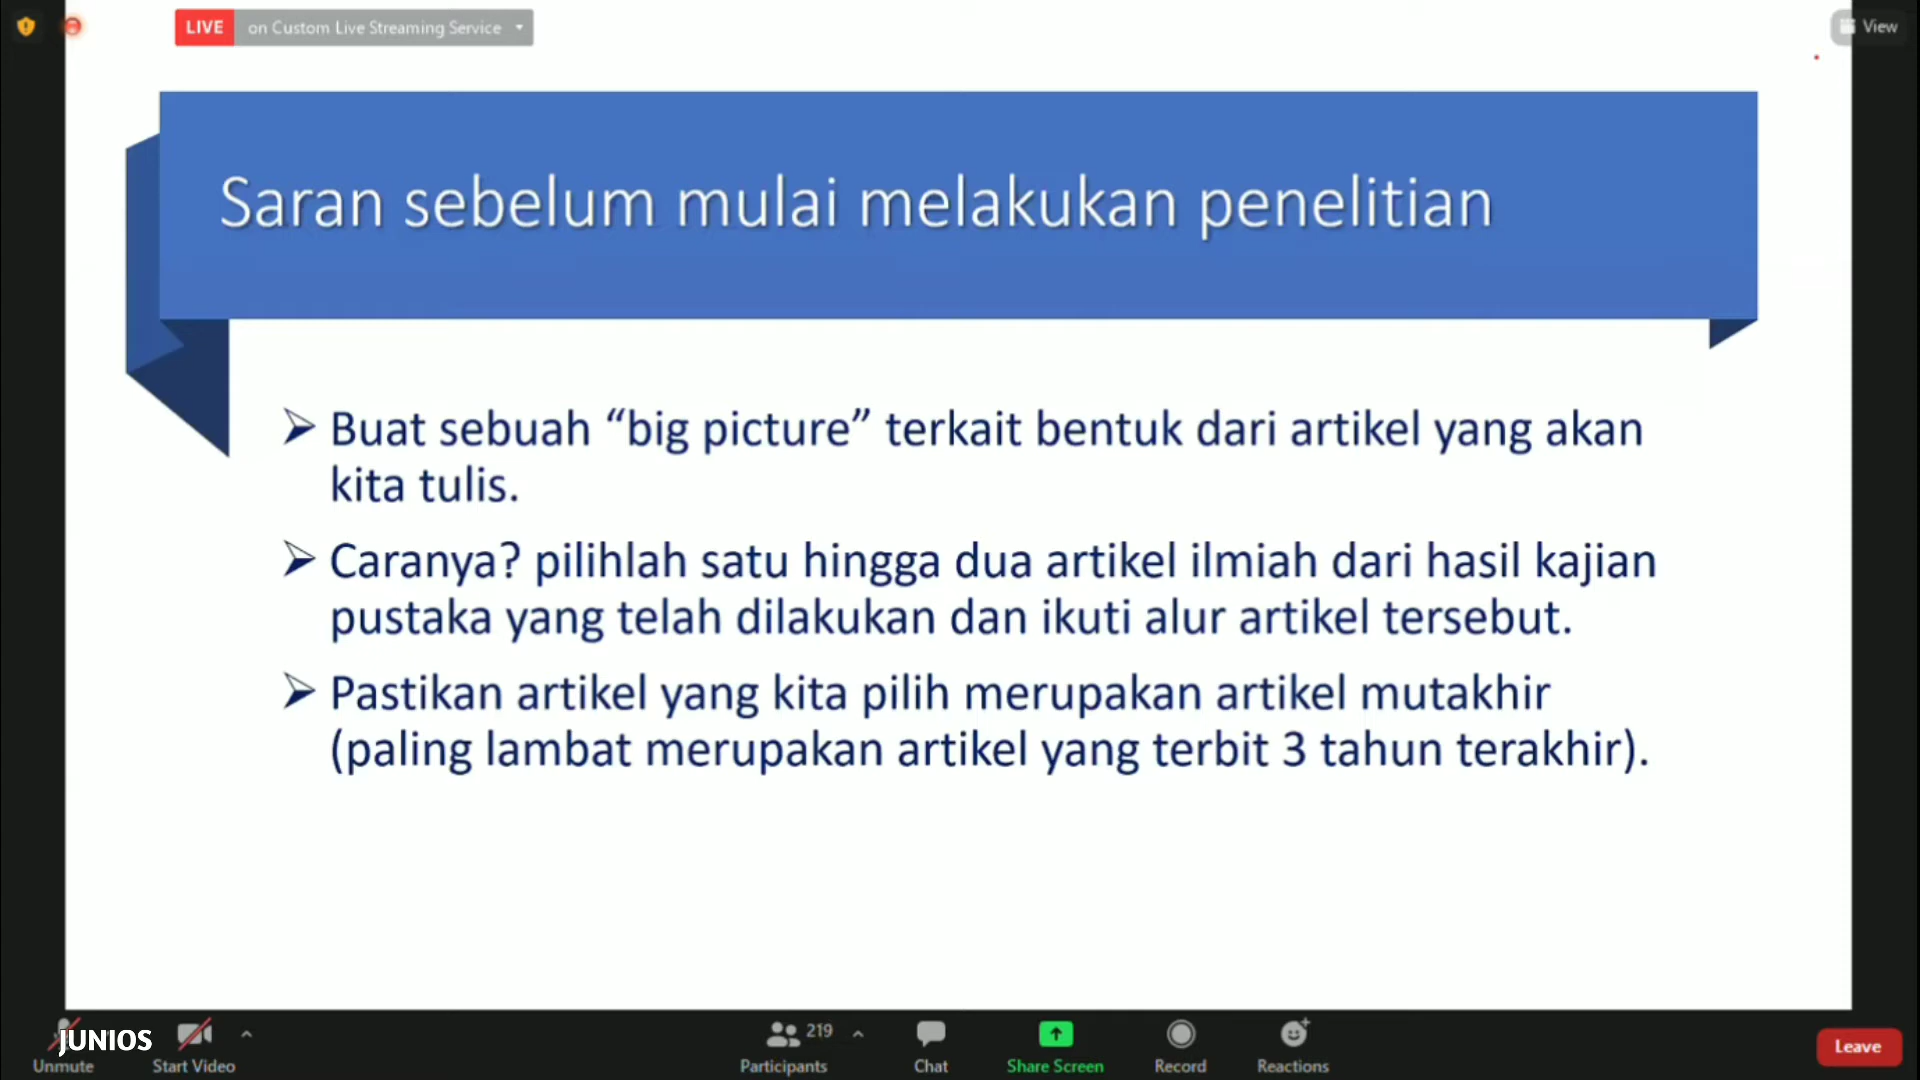 LIVE on Custom Live Streaming Service
View
Saran sebelum mulai melakukan penelitian
Buat sebuah “big picture” terkait bentuk dari artikel yang akan
kita tulis.
Caranya? pilihlah satu hingga dua artikel ilmiah dari hasil kajian
pustaka yang telah dilakukan dan ikuti alur artikel tersebut.
Pastikan artikel yang kita pilih merupakan artikel mutakhir
(paling lambat merupakan artikel yang terbit 3 tahun terakhir).
JUNIOS
219
Unmute Start Video Participants Chat Share Screen Record Reactions Leave